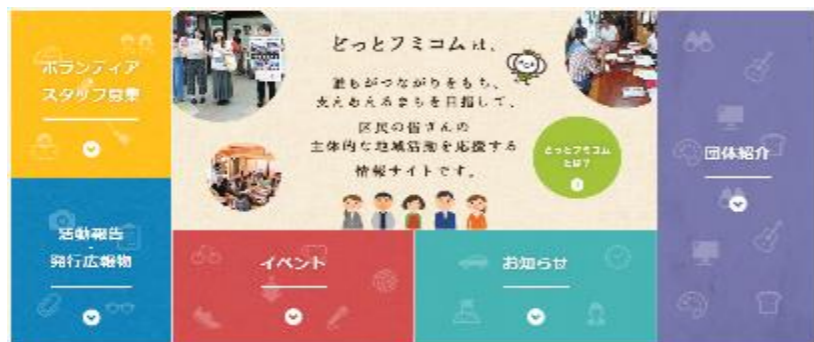 ボランティア
スタッフ募集
活動報告
・
発行広報物
どっとフミコムは、
誰もがつながりをもち、
支えあえるまちを目指して、
区民の皆さんの
主体的な地域活動を応援する
情報サイトです。
どっとフミコム
とは?
イベント
お知らせ
団体紹介